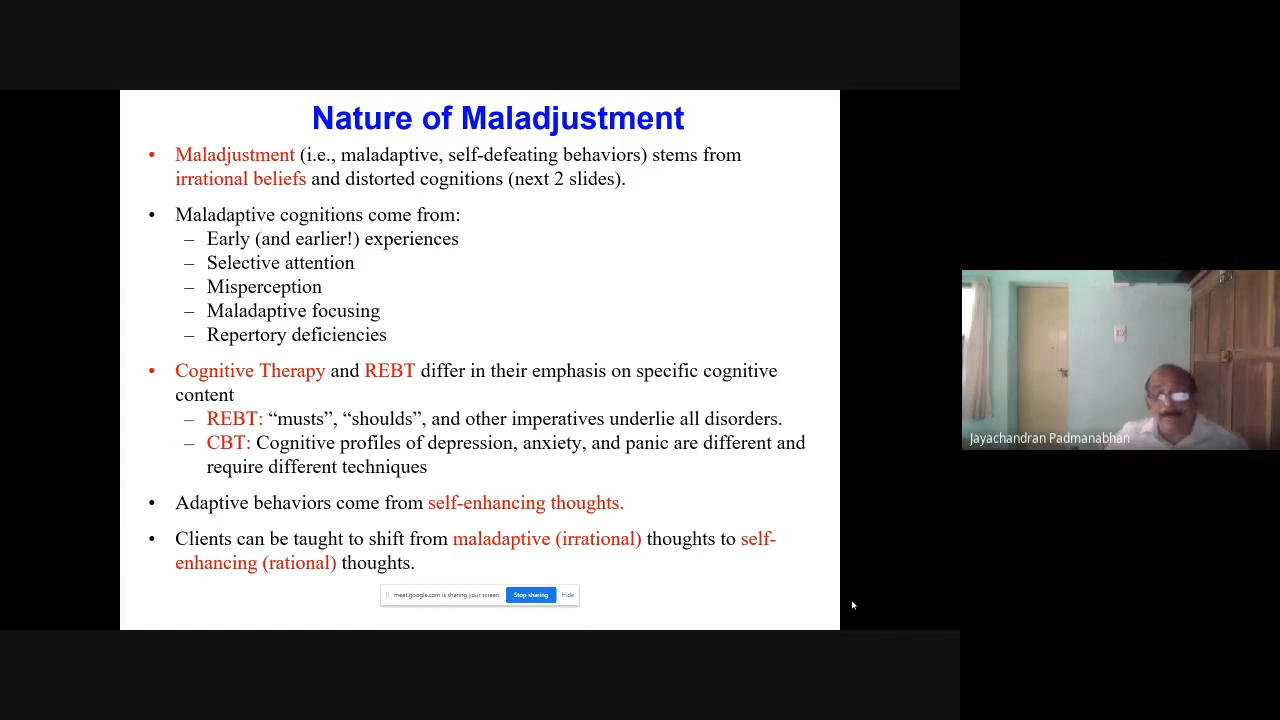 Nature of Maladjustment
• Maladjustment (i.e., maladaptive, self-defeating behaviors) stems from
irrational beliefs and distorted cognitions (next 2 slides).
• Maladaptive cognitions come from:
– Early (and earlier!) experiences
– Selective attention
– Misperception
– Maladaptive focusing
– Repertory deficiencies
• Cognitive Therapy and REBT differ in their emphasis on specific cognitive
content
– REBT: “musts”, “shoulds”, and other imperatives underlie all disorders.
– CBT: Cognitive profiles of depression, anxiety, and panic are different and
require different techniques
• Adaptive behaviors come from self-enhancing thoughts.
• Clients can be taught to shift from maladaptive (irrational) thoughts to self-
enhancing (rational) thoughts.
meet.google.com is sharing your screen. Stop sharing Hide
Jayachandran Padmanabhan